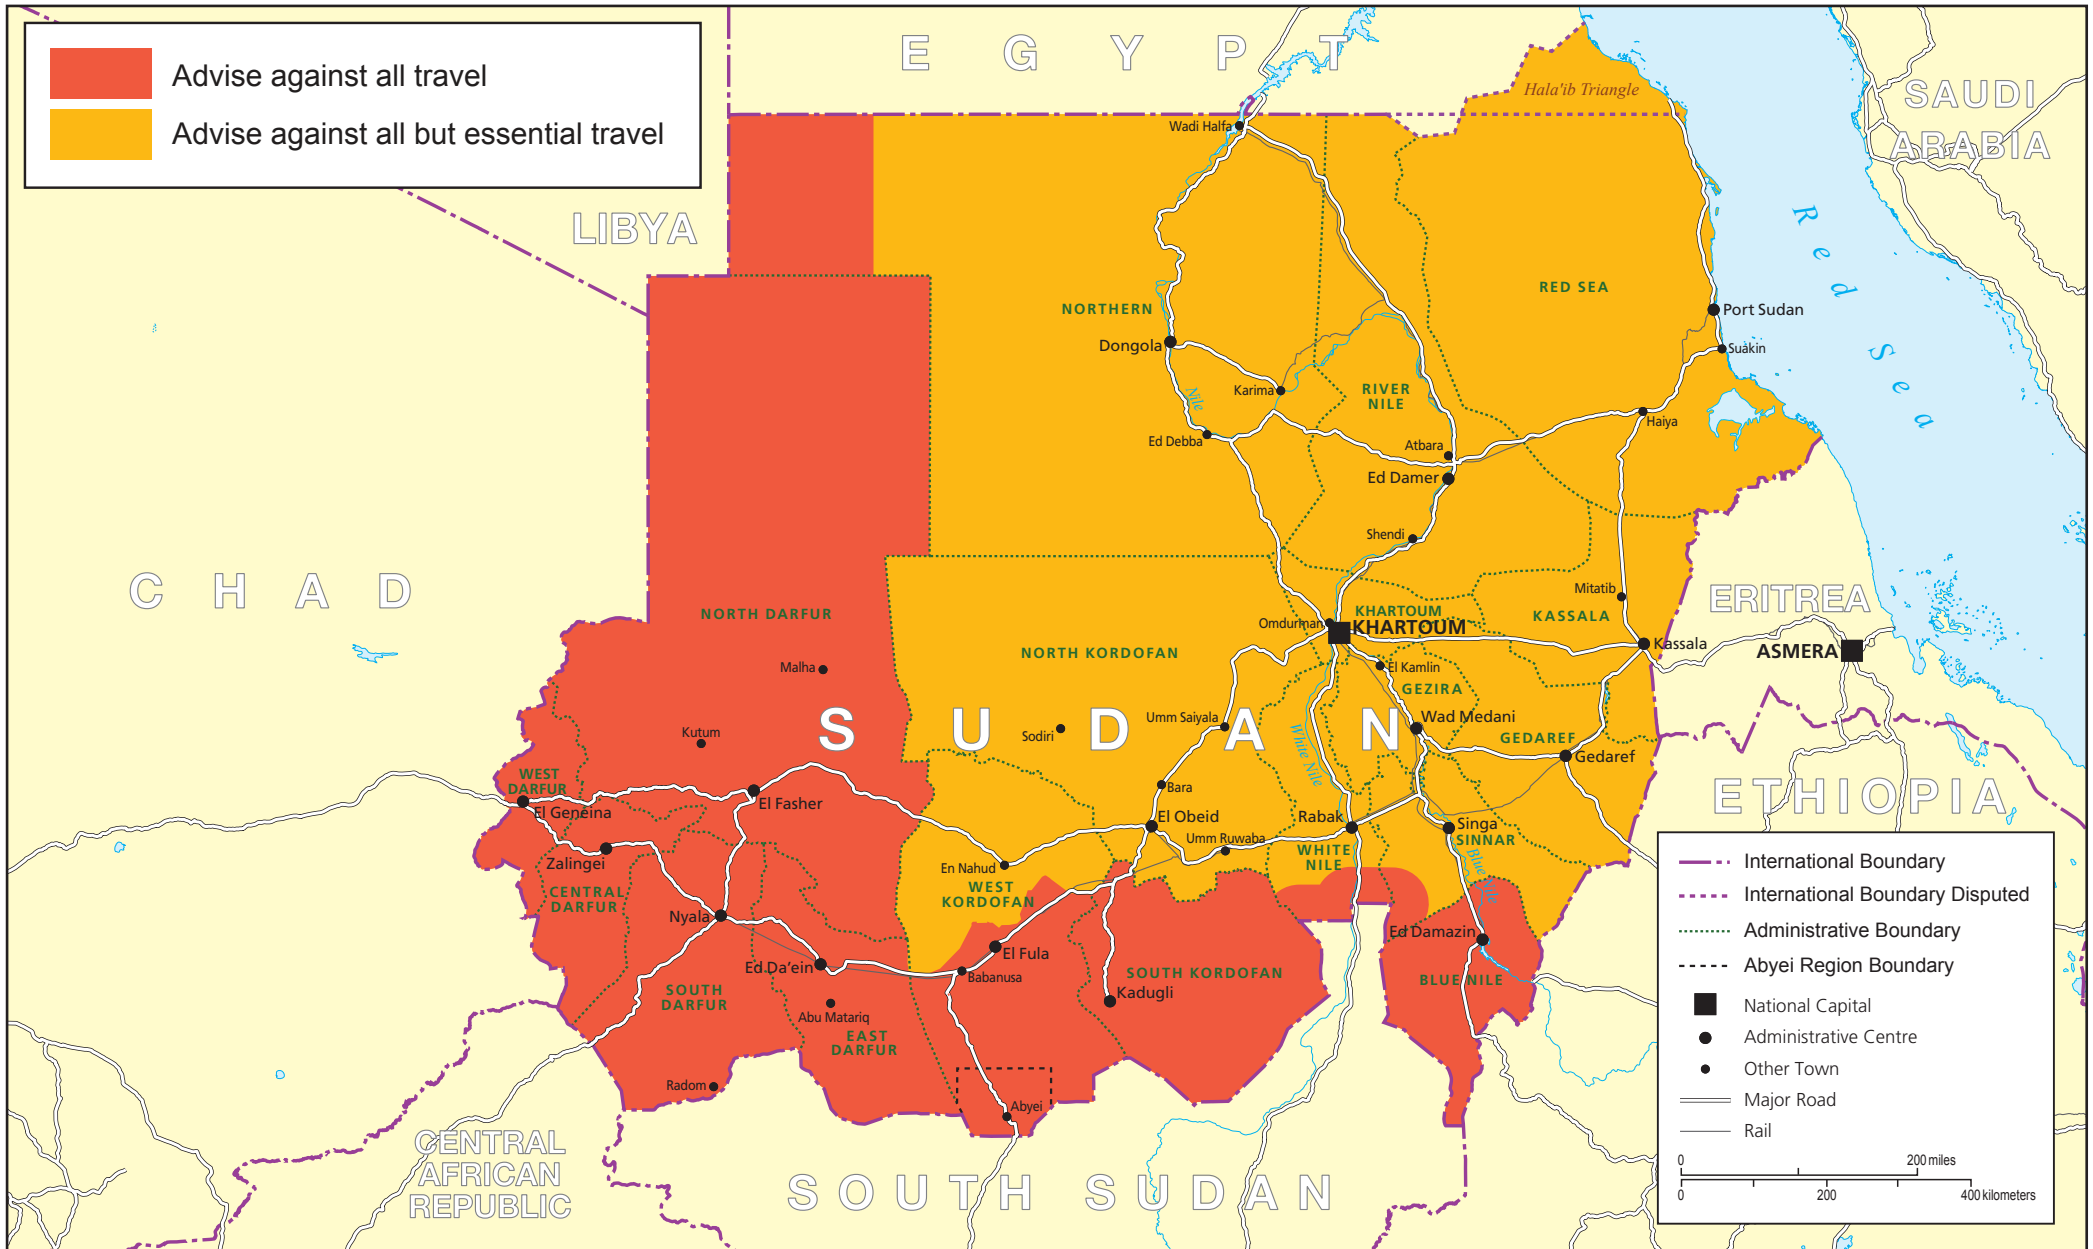 Advise against all travel
Advise against all but essential travel
E G Y P T
Hala'ib Triangle
SAUDI
ARABIA
Wadi Halfa
LIBYA
Red Sea
RED SEA
NORTHERN
Port Sudan
Dongola
Suakin
Nile
Karima
RIVER
NILE
Haiya
Ed Debba
Atbara
Ed Damer
Shendi
C H A D
Mitatib
ERITREA
NORTH DARFUR
KHARTOUM
KASSALA
Omdurman
KHARTOUM
Kassala
ASMERA
NORTH KORDOFAN
Malha
El Kamlin
GEZIRA
S U D A N
Umm Saiyala
Wad Medani
Kutum
Sodiri
GEDAREF
Gedaref
White Nile
WEST
DARFUR
Bara
ETHIOPIA
El Fasher
El Geneina
El Obeid
Rabak
Singa
Umm Ruwaba
SINNAR
Zalingei
WHITE
NILE
Blue Nile
En Nahud
WEST
KORDOFAN
CENTRAL
DARFUR
Nyala
Ed Damazin
El Fula
Ed Da'ein
Babanusa
SOUTH KORDOFAN
BLUE NILE
SOUTH
DARFUR
Kadugli
Abu Matariq
EAST
DARFUR
Radom
Abyei
CENTRAL
AFRICAN
REPUBLIC
SOUTH SUDAN
International Boundary
International Boundary Disputed
Administrative Boundary
Abyei Region Boundary
National Capital
Administrative Centre
Other Town
Major Road
Rail
0 200 miles
0 200 400 kilometers